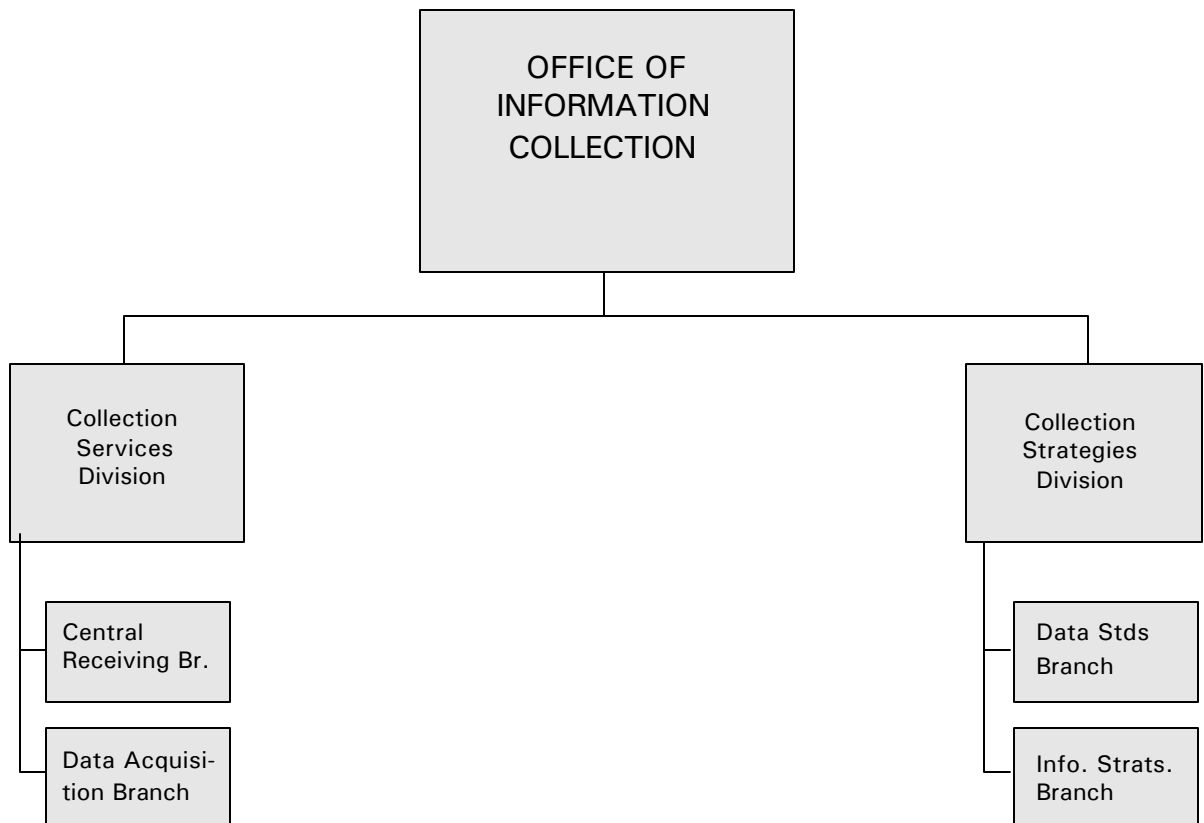 OFFICE OF
INFORMATION
COLLECTION
Collection
Services
Division
Collection
Strategies
Division
Central
Receiving Br.
Data Stds
Branch
Data Acquisi-
tion Branch
Info. Strats.
Branch